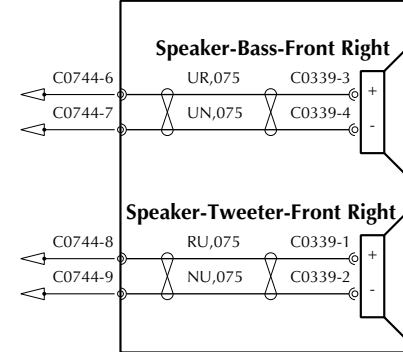 Speaker-Bass-Front Right
C0744-6 UR,075 C0339-3
+
C0744-7 UN,075 C0339-4
-
Speaker-Tweeter-Front Right
C0744-8 RU,075 C0339-1
+
C0744-9 NU,075 C0339-2
-